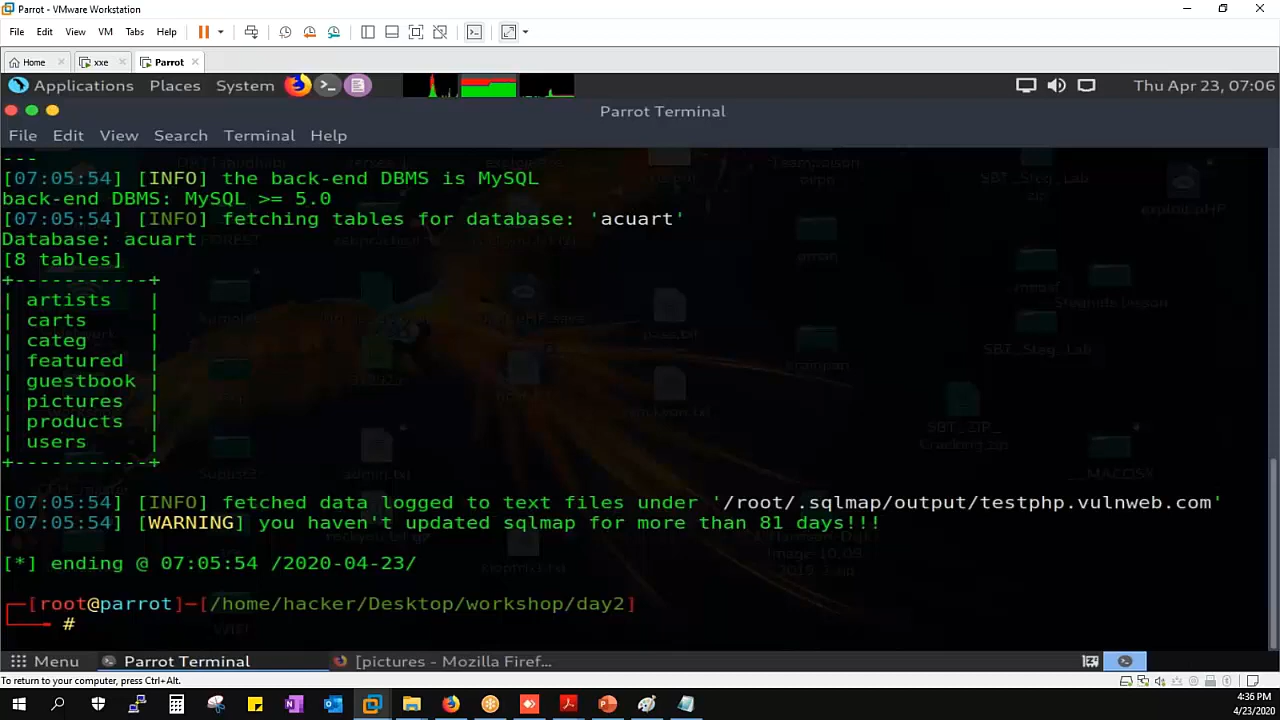 Parrot - VMware Workstation
File Edit View VM Tabs Help
Home xxe Parrot
Applications Places System Thu Apr 23, 07:06
Parrot Terminal
File Edit View Search Terminal Help
---
[07:05:54] [INFO] the back-end DBMS is MySQL
back-end DBMS: MySQL >= 5.0
[07:05:54] [INFO] fetching tables for database: 'acuart'
Database: acuart
[8 tables]
+-----------+
| artists |
| carts |
| categ |
| featured |
| guestbook |
| pictures |
| products |
| users |
+-----------+
[07:05:54] [INFO] fetched data logged to text files under '/root/.sqlmap/output/testphp.vulnweb.com'
[07:05:54] [WARNING] you haven't updated sqlmap for more than 81 days!!!
[*] ending @ 07:05:54 /2020-04-23/
[root@parrot]-[/home/hacker/Desktop/workshop/day2]
#
Menu Parrot Terminal [pictures - Mozilla Firef...
To return to your computer, press Ctrl+Alt.
4:36 PM
4/23/2020